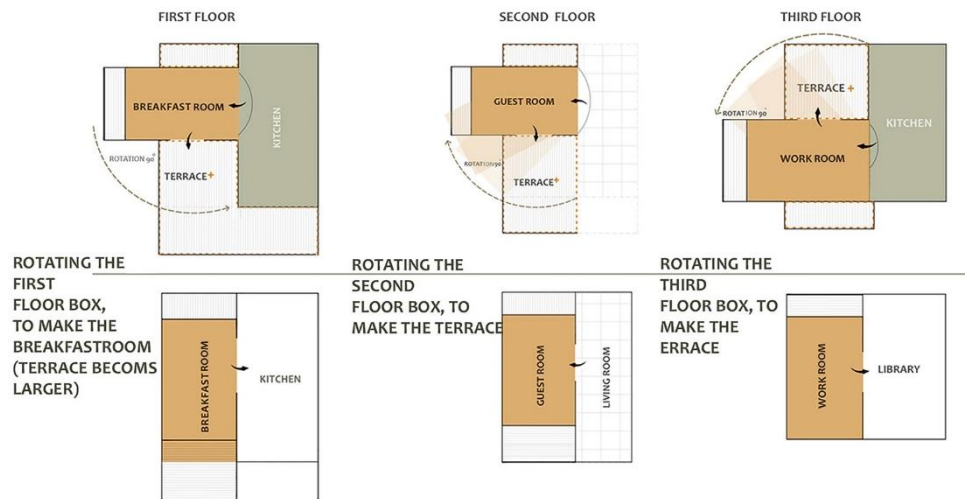 FIRST FLOOR
SECOND FLOOR
THIRD FLOOR
BREAKFAST ROOM
KITCHEN
ROTATION 90°
TERRACE+
GUEST ROOM
ROTATION 90°
TERRACE+
TERRACE+
ROTATION 90°
KITCHEN
WORK ROOM
ROTATING THE
FIRST
FLOOR BOX,
TO MAKE THE
BREAKFASTROOM
(TERRACE BECOMS
LARGER)
ROTATING THE
SECOND
FLOOR BOX, TO
MAKE THE TERRACE
ROTATING THE
THIRD
FLOOR BOX, TO
MAKE THE
ERRACE
BREAKFAST ROOM
KITCHEN
GUEST ROOM
LIVING ROOM
WORK ROOM
LIBRARY